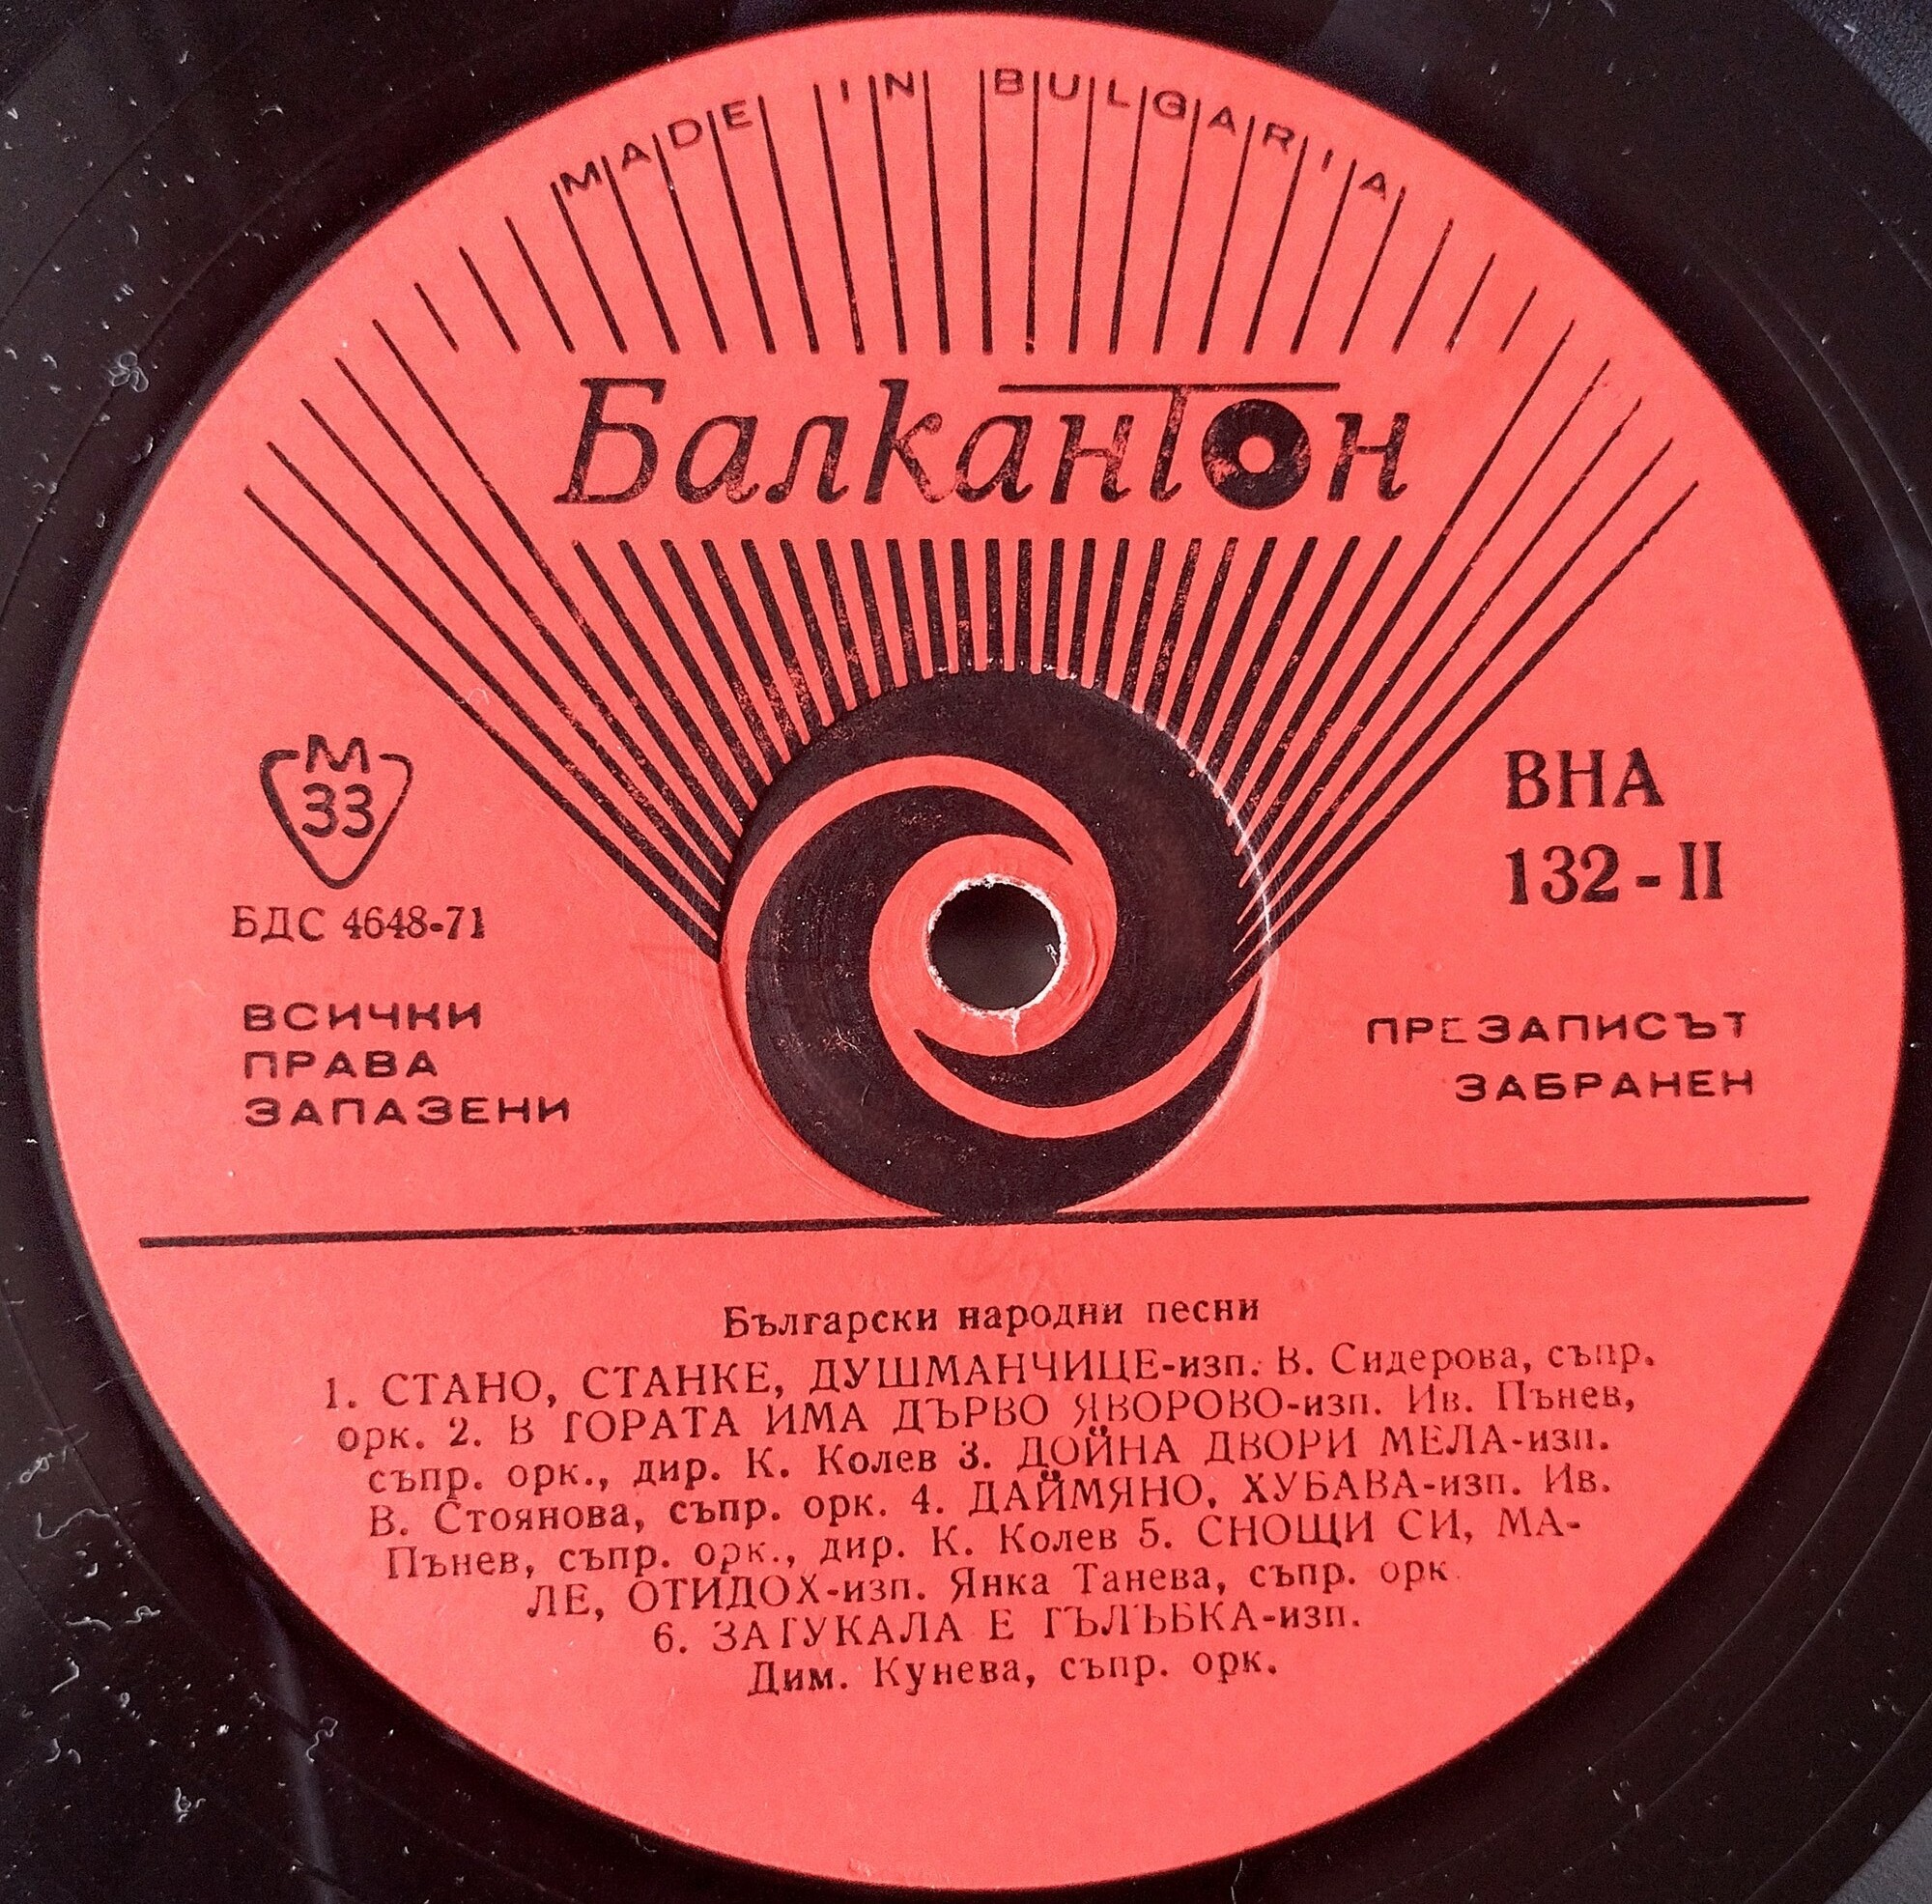 MADE IN BULGARIA
Балкантон
М
33
БДС 4648-71
ВСИЧКИ
ПРАВА
ЗАПАЗЕНИ
ВНА
132-II
ПРЕЗАПИСЪТ
ЗАБРАНЕН
Български народни песни
1. СТАНО, СТАНКЕ, ДУШМАНЧИЦЕ-изп. В. Сидерова, съпр.
орк. 2. В ГОРАТА ИМА ДЪРВО ЯВОРОВО-изп. Ив. Пънев,
съпр. орк., дир. К. Колев 3. ДОЙНА ДВОРИ МЕЛА-изп.
В. Стоянова, съпр. орк. 4. ДАЙМЯНО, ХУБАВА-изп. Ив.
Пънев, съпр. орк., дир. К. Колев 5. СНОЩИ СИ, МА-
ЛЕ, ОТИДОХ-изп. Янка Танева, съпр. орк.
6. ЗАГУКАЛА Е ГЪЛЪБКА-изп.
Дим. Кунева, съпр. орк.